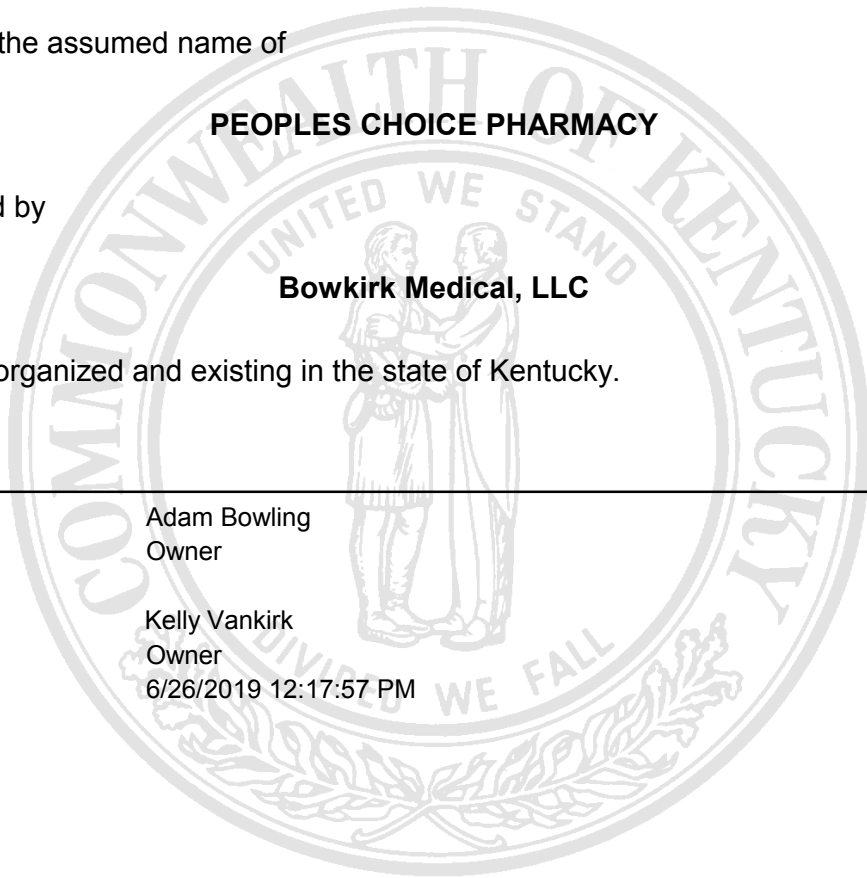 the assumed name of
PEOPLES CHOICE PHARMACY
d by
Bowkirk Medical, LLC
organized and existing in the state of Kentucky.
Adam Bowling
Owner
Kelly Vankirk
Owner
6/26/2019 12:17:57 PM
COMMONWEALTH OF KENTUCKY
UNITED WE STAND
DIVIDED WE FALL